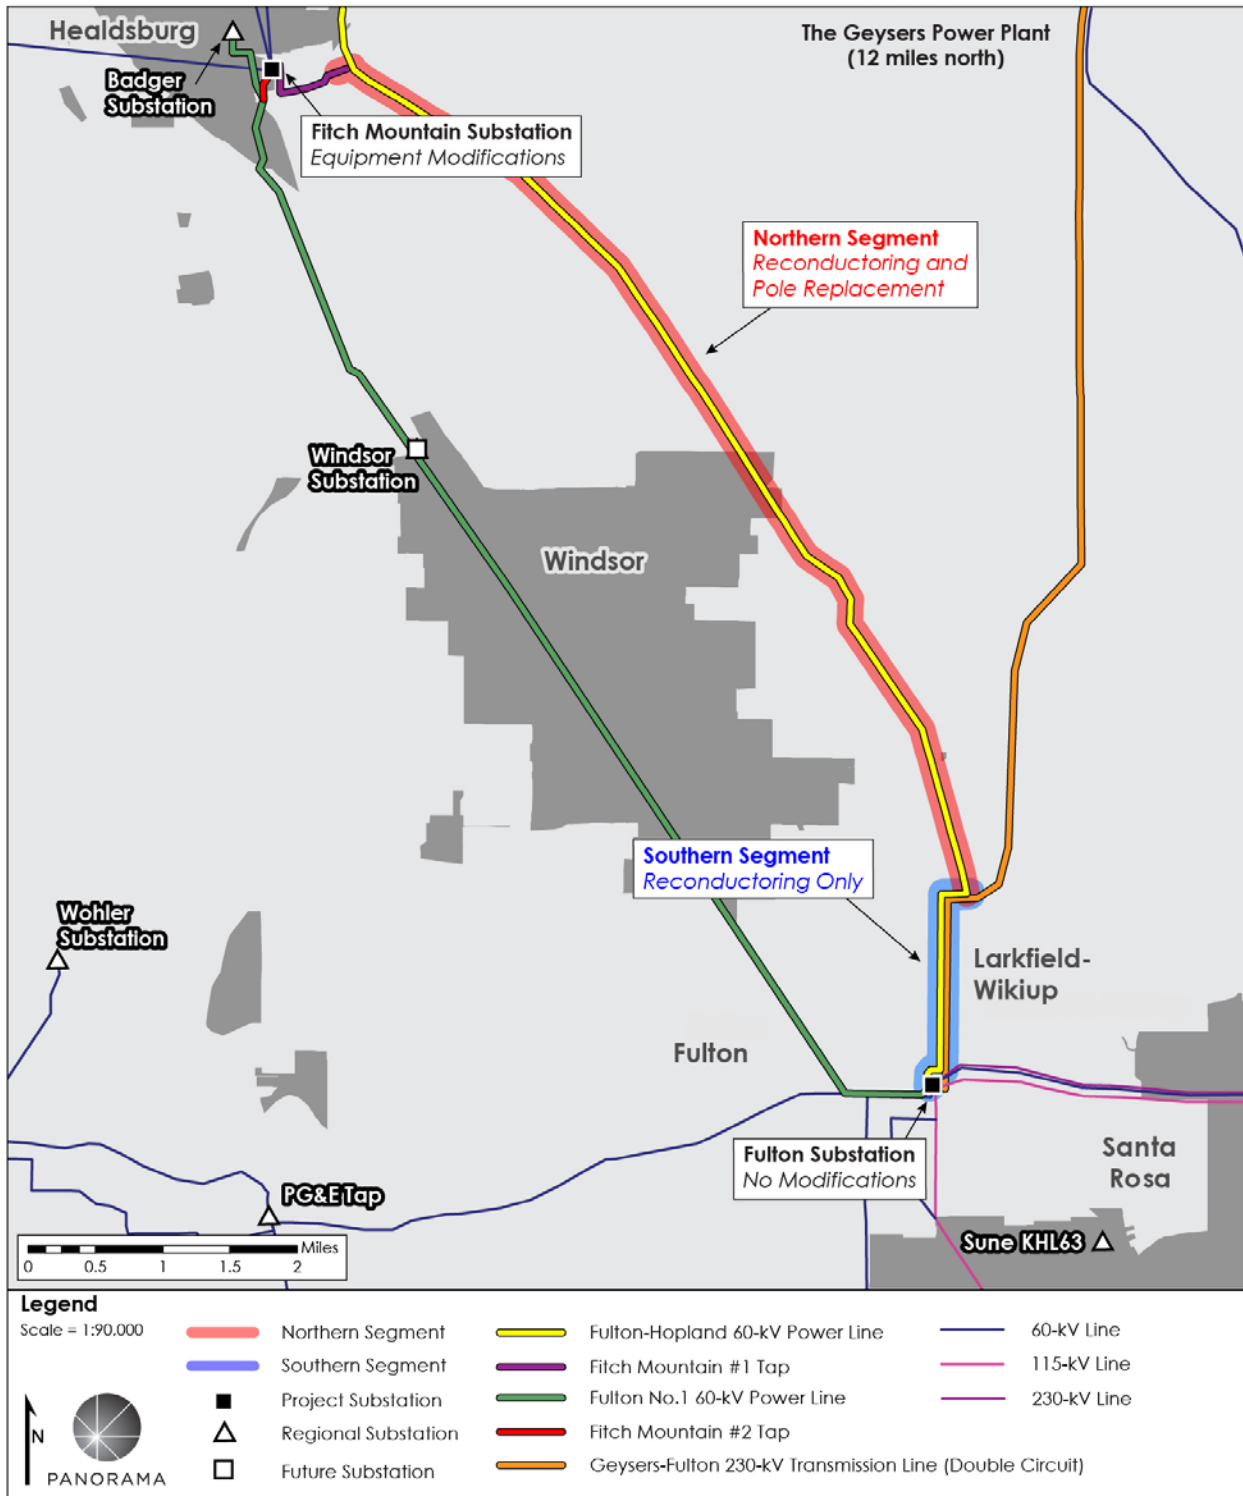 Healdsburg
The Geysers Power Plant
(12 miles north)
Badger
Substation
Fitch Mountain Substation
Equipment Modifications
Northern Segment
Reconductoring and
Pole Replacement
Windsor
Substation
Windsor
Southern Segment
Reconductoring Only
Wohler
Substation
Larkfield-
Wikiup
Fulton
Fulton Substation
No Modifications
Santa
Rosa
PG&E Tap
Sune KHL63
Miles
0 0.5 1 1.5 2
Legend
Scale = 1:90,000
Northern Segment
Southern Segment
Project Substation
Regional Substation
Future Substation
Fulton-Hopland 60-kV Power Line
Fitch Mountain #1 Tap
Fulton No.1 60-kV Power Line
Fitch Mountain #2 Tap
Geysers-Fulton 230-kV Transmission Line (Double Circuit)
60-kV Line
115-kV Line
230-kV Line
N
PANORAMA